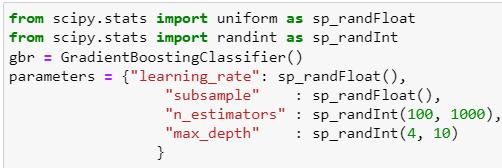 from scipy.stats import uniform as sp_randFloat
from scipy.stats import randint as sp_randInt
gbr = GradientBoostingClassifier()
parameters = {"learning_rate": sp_randFloat(),
              "subsample"    : sp_randFloat(),
              "n_estimators" : sp_randInt(100, 1000),
              "max_depth"    : sp_randInt(4, 10)
             }